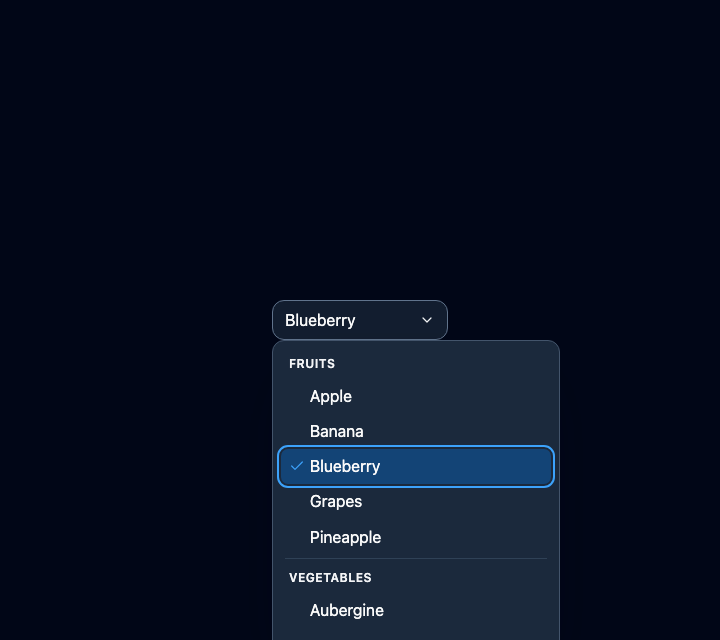 Blueberry
FRUITS
Apple
Banana
Blueberry
Grapes
Pineapple
VEGETABLES
Aubergine